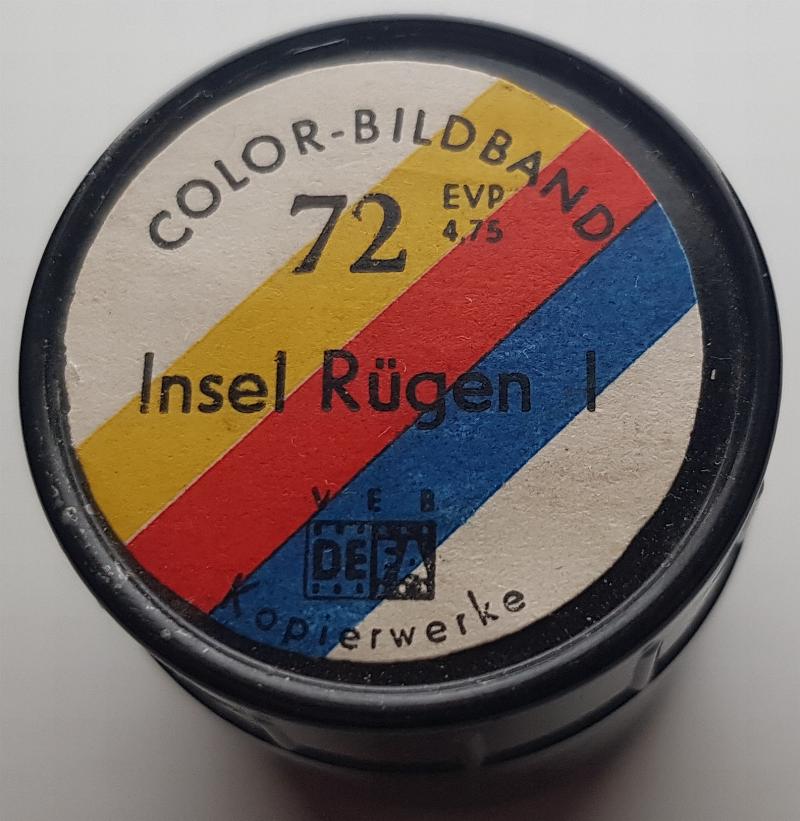 COLOR-BILDBAND
72
EVP
4,75
Insel Rügen I
VEB
DEFA
Kopierwerke